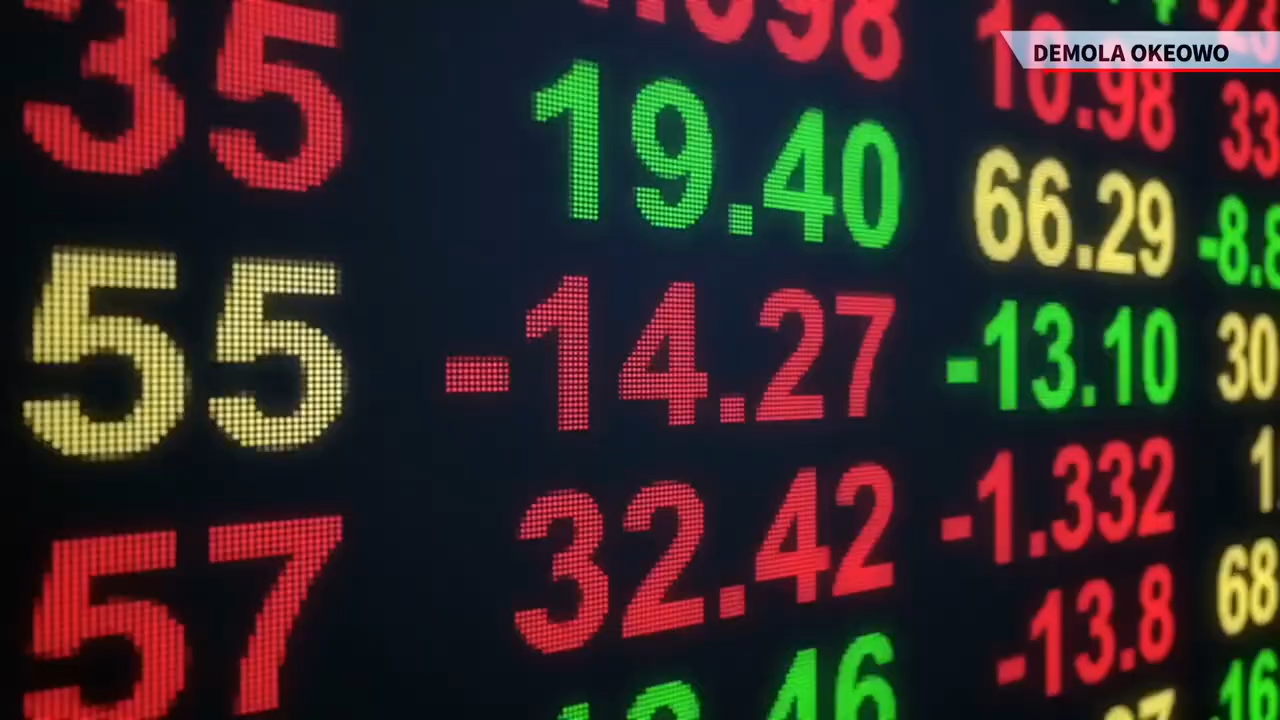 DEMOLA OKEOWO
35 19.40 10.98 33
66.29 -8.8
55 -14.27 -13.10 30
32.42 -1.332 1
57 -13.8 68